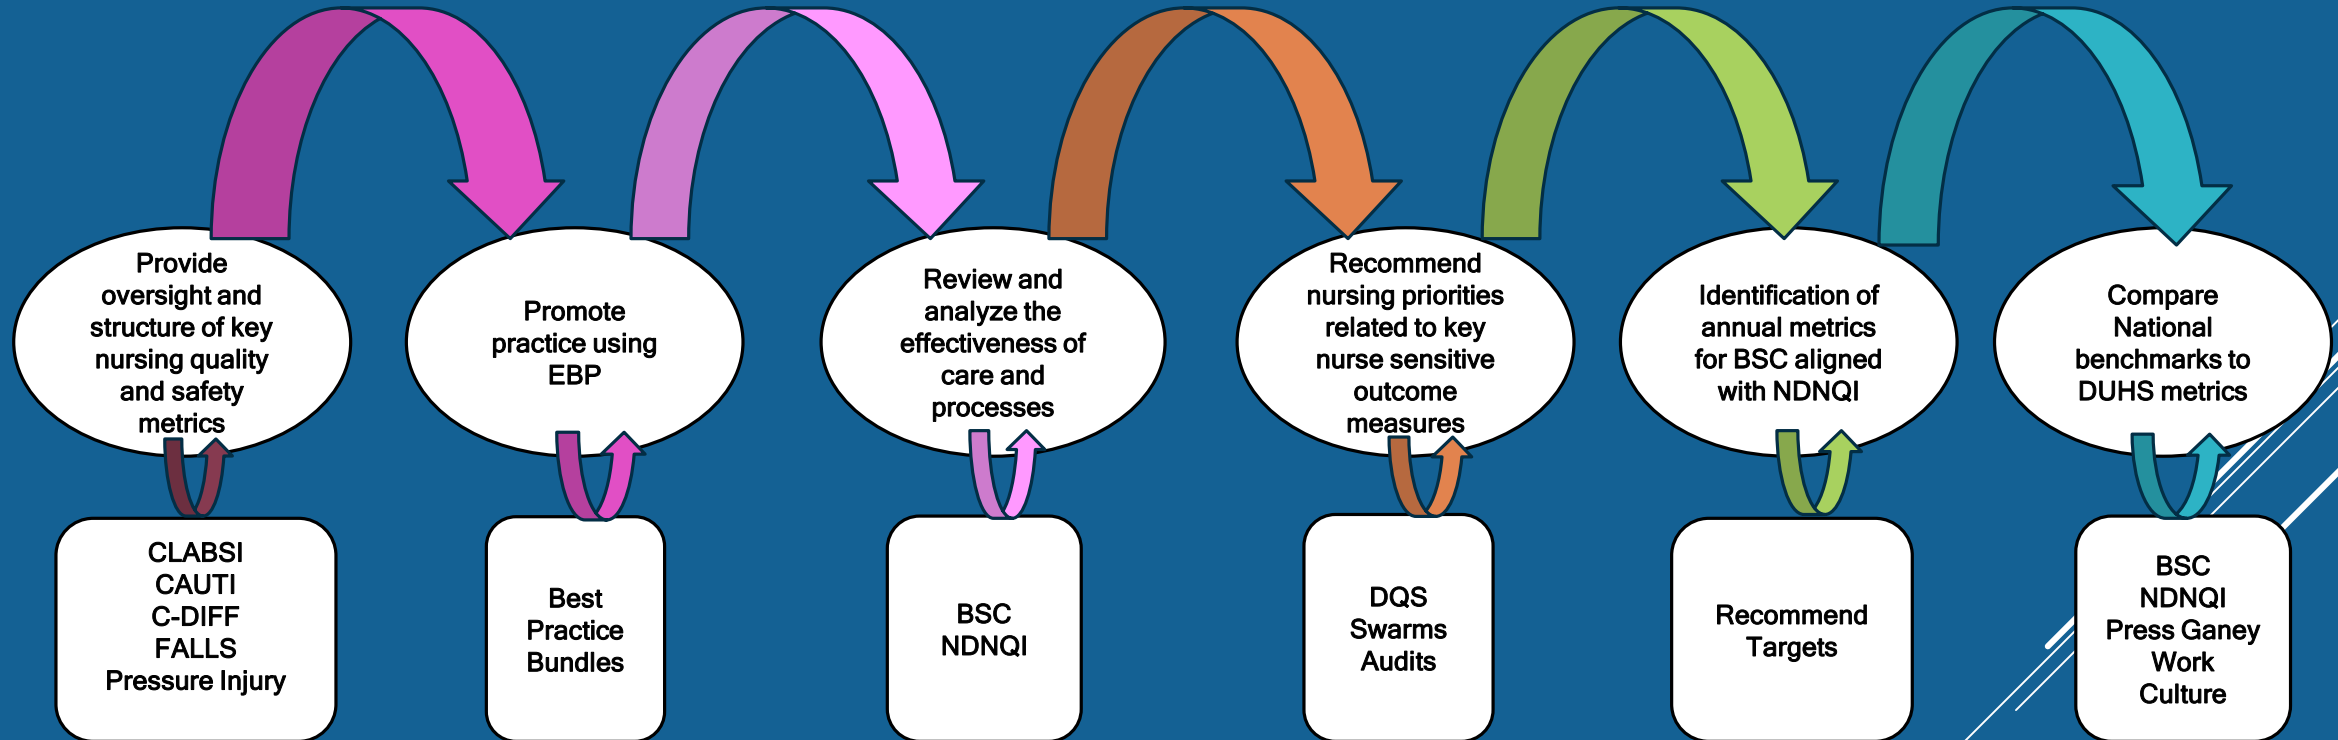 Provide
oversight and
structure of key
nursing quality
and safety
metrics
Promote
practice using
EBP
Review and
analyze the
effectiveness of
care and
processes
Recommend
nursing priorities
related to key
nurse sensitive
outcome
measures
Identification of
annual metrics
for BSC aligned
with NDNQI
Compare
National
benchmarks to
DUHS metrics
CLABSI
CAUTI
C-DIFF
FALLS
Pressure Injury
Best
Practice
Bundles
BSC
NDNQI
DQS
Swarms
Audits
Recommend
Targets
BSC
NDNQI
Press Ganey
Work
Culture